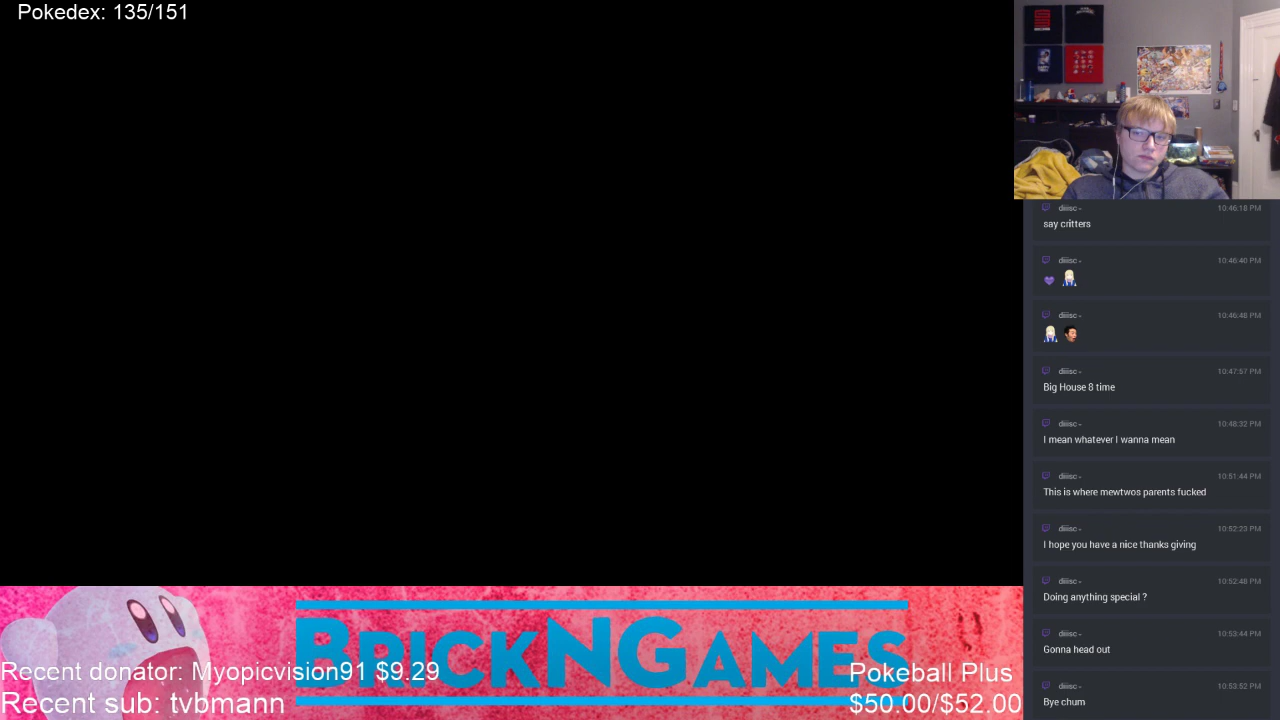 Pokedex: 135/151
diiisc -
10:46:18 PM
say critters
diiisc -
10:46:40 PM
diiisc -
10:46:48 PM
diiisc -
10:47:57 PM
Big House 8 time
diiisc -
10:48:32 PM
I mean whatever I wanna mean
diiisc -
10:51:44 PM
This is where mewtwos parents fucked
diiisc -
10:52:23 PM
I hope you have a nice thanks giving
diiisc -
10:52:48 PM
Doing anything special ?
diiisc -
10:53:44 PM
Gonna head out
diiisc -
10:53:52 PM
Bye chum
BRICKNGAMES
Recent donator: Myopicvision91 $9.29
Recent sub: tvbmann
Pokeball Plus
$50.00/$52.00